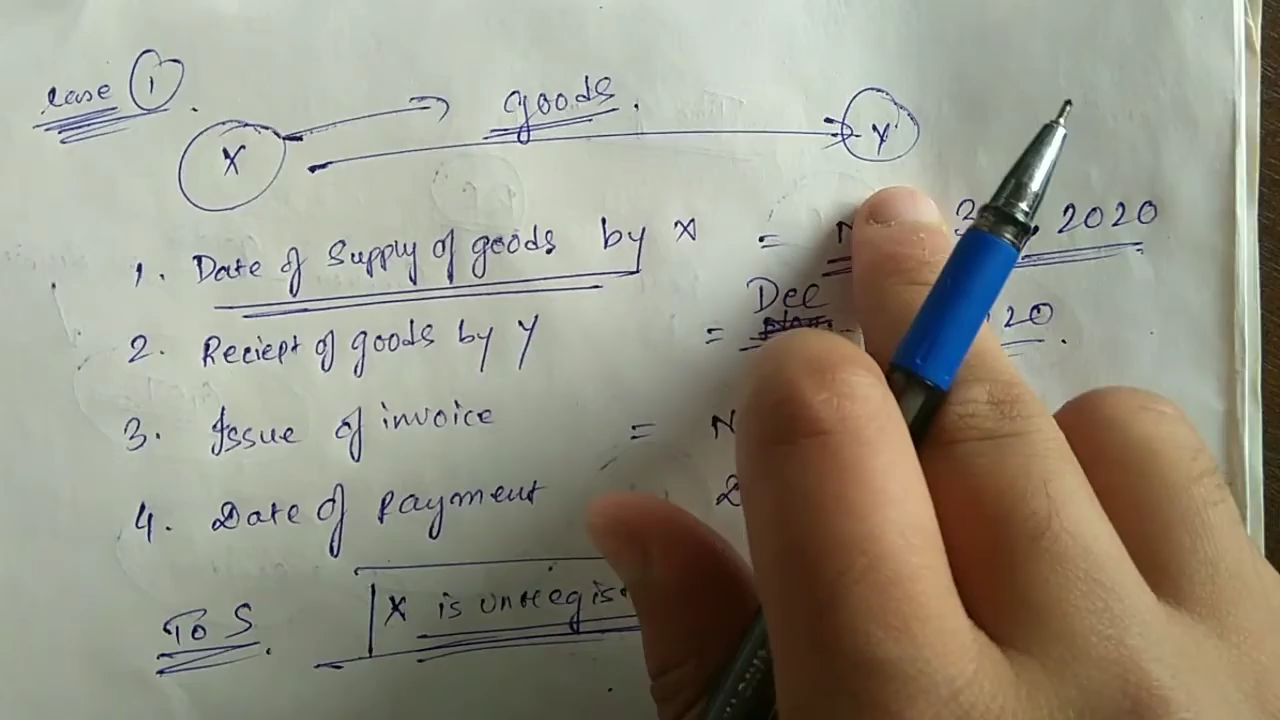 case 1.
goods.
X Y
1. Date of Supply of goods by X = 2020
2. Reciept of goods by Y = Dec 20.
3. Issue of invoice = N
4. Date of payment
X is unregis
TOS.